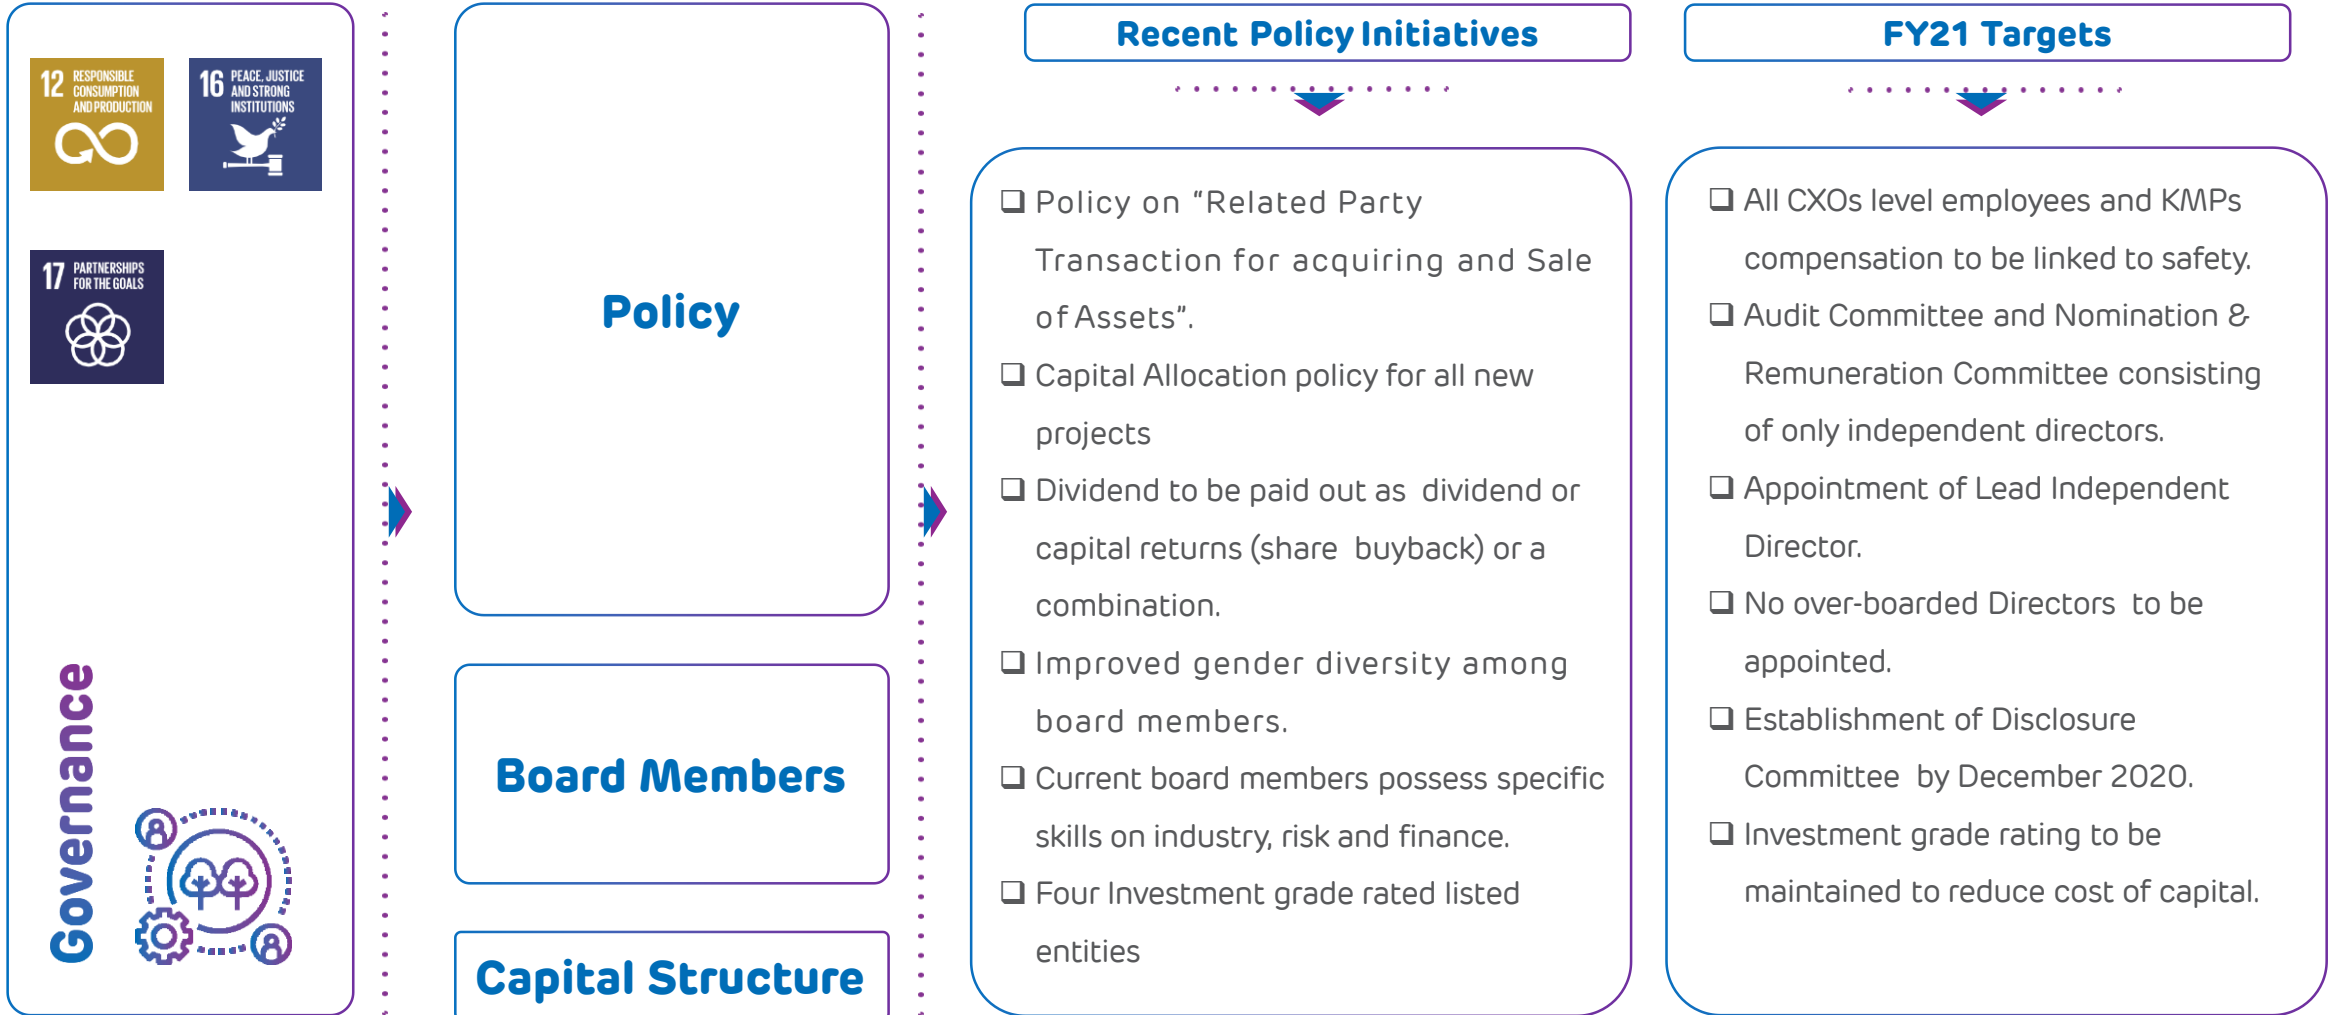 12 RESPONSIBLE
CONSUMPTION
AND PRODUCTION
16 PEACE, JUSTICE
AND STRONG
INSTITUTIONS
17 PARTNERSHIPS
FOR THE GOALS
Governance
Policy
Board Members
Capital Structure
Recent Policy Initiatives
Policy on “Related Party
Transaction for acquiring and Sale
of Assets”.
Capital Allocation policy for all new
projects
Dividend to be paid out as dividend or
capital returns (share buyback) or a
combination.
Improved gender diversity among
board members.
Current board members possess specific
skills on industry, risk and finance.
Four Investment grade rated listed
entities
FY21 Targets
All CXOs level employees and KMPs
compensation to be linked to safety.
Audit Committee and Nomination &
Remuneration Committee consisting
of only independent directors.
Appointment of Lead Independent
Director.
No over-boarded Directors to be
appointed.
Establishment of Disclosure
Committee by December 2020.
Investment grade rating to be
maintained to reduce cost of capital.